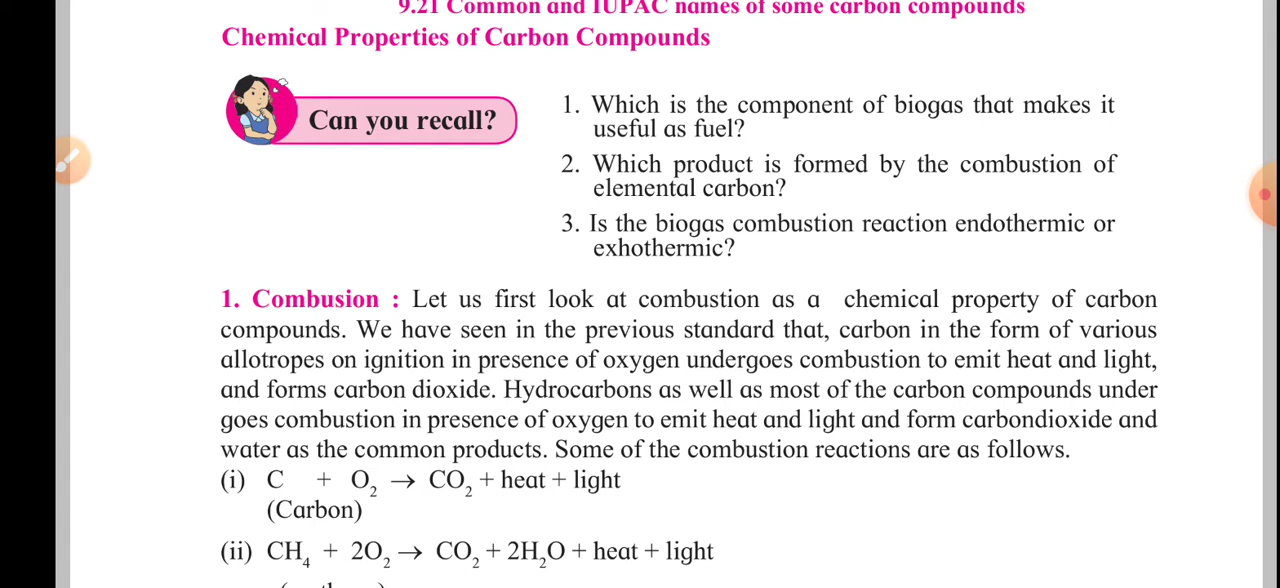 9.21 Common and IUPAC names of some carbon compounds
Chemical Properties of Carbon Compounds
Can you recall?
1. Which is the component of biogas that makes it
useful as fuel?
2. Which product is formed by the combustion of
elemental carbon?
3. Is the biogas combustion reaction endothermic or
exhothermic?
1. Combusion : Let us first look at combustion as a chemical property of carbon
compounds. We have seen in the previous standard that, carbon in the form of various
allotropes on ignition in presence of oxygen undergoes combustion to emit heat and light,
and forms carbon dioxide. Hydrocarbons as well as most of the carbon compounds under
goes combustion in presence of oxygen to emit heat and light and form carbondioxide and
water as the common products. Some of the combustion reactions are as follows.
(i) C + O₂ → CO₂ + heat + light
(Carbon)
(ii) CH₄ + 2O₂ → CO₂ + 2H₂O + heat + light